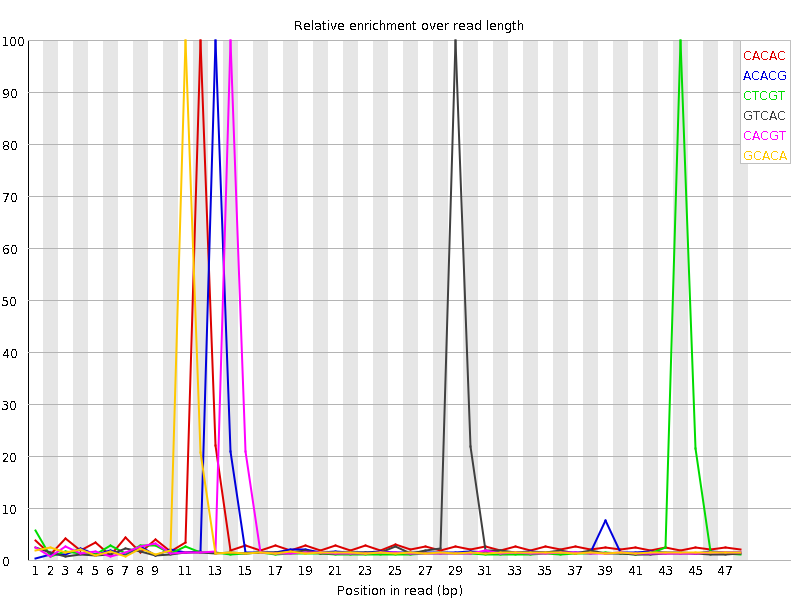 Relative enrichment over read length
100
90
80
70
60
50
40
30
20
10
0
CACAC
ACACG
CTCGT
GTCAC
CACGT
GCACA
1 2 3 4 5 6 7 8 9 11 13 15 17 19 21 23 25 27 29 31 33 35 37 39 41 43 45 47
Position in read (bp)